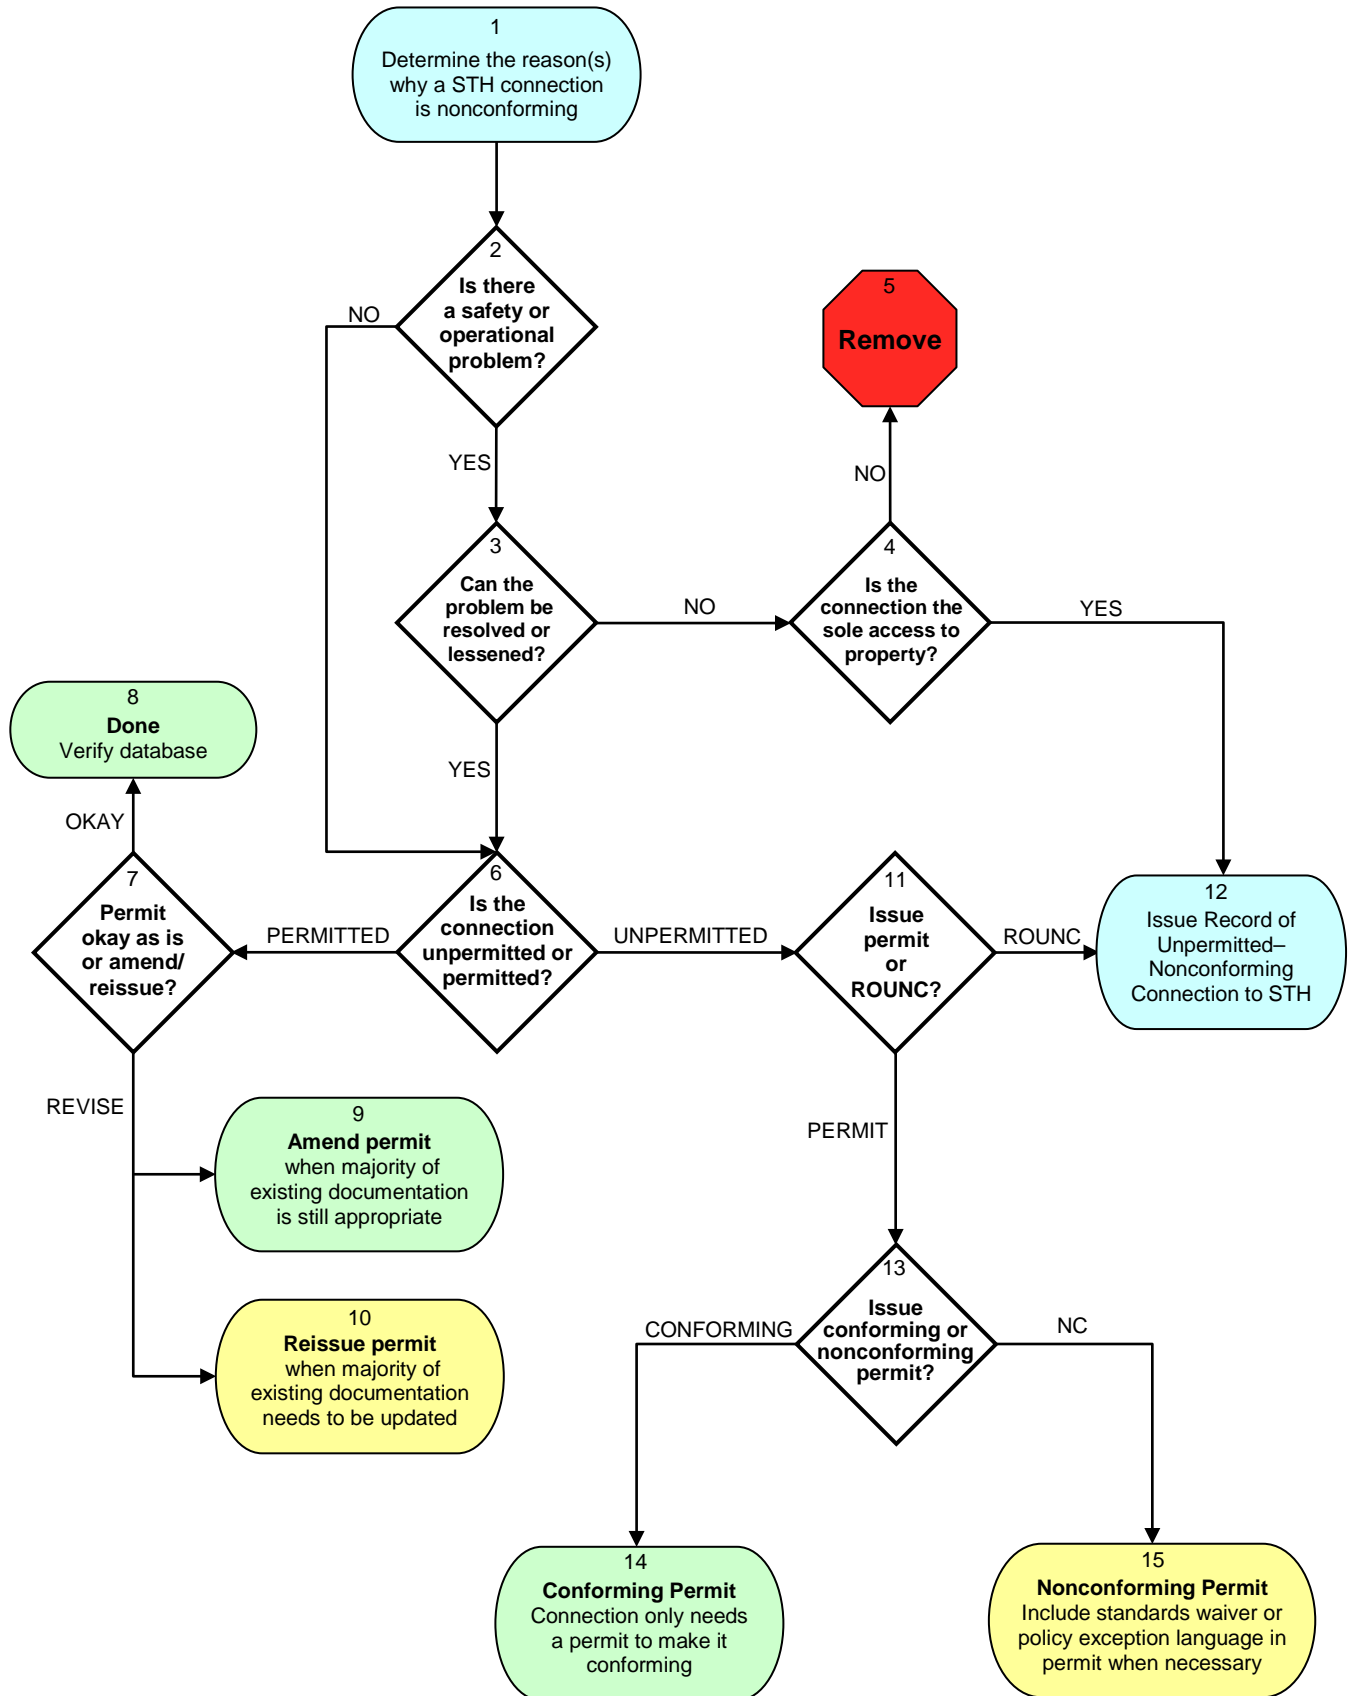 1
Determine the reason(s)
why a STH connection
is nonconforming
2
Is there
a safety or
operational
problem?
NO
YES
5
Remove
NO
3
Can the
problem be
resolved or
lessened?
NO
4
Is the
connection the
sole access to
property?
YES
YES
8
Done
Verify database
OKAY
7
Permit
okay as is
or amend/
reissue?
PERMITTED
6
Is the
connection
unpermitted or
permitted?
UNPERMITTED
11
Issue
permit
or
ROUNC?
ROUNC
12
Issue Record of
Unpermitted–
Nonconforming
Connection to STH
REVISE
9
Amend permit
when majority of
existing documentation
is still appropriate
PERMIT
10
Reissue permit
when majority of
existing documentation
needs to be updated
13
Issue
conforming or
nonconforming
permit?
CONFORMING
NC
14
Conforming Permit
Connection only needs
a permit to make it
conforming
15
Nonconforming Permit
Include standards waiver or
policy exception language in
permit when necessary